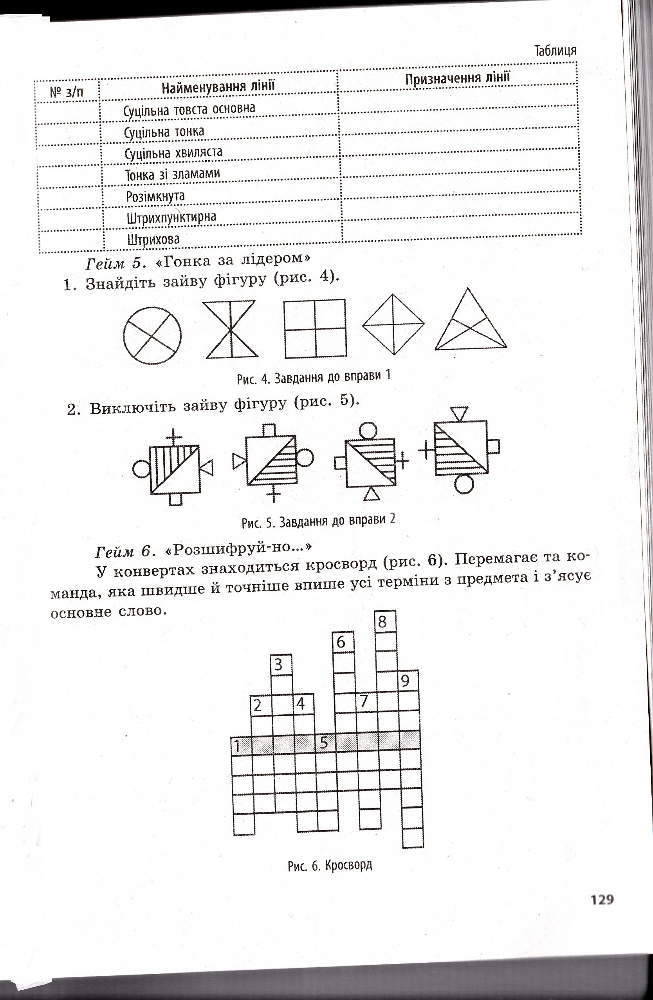 Таблиця
№ з/п Найменування лінії Призначення лінії
Суцільна товста основна
Суцільна тонка
Суцільна хвиляста
Тонка зі зламами
Розімкнута
Штрихпунктирна
Штрихова
Гейм 5. «Гонка за лідером»
1. Знайдіть зайву фігуру (рис. 4).
Рис. 4. Завдання до вправи 1
2. Виключіть зайву фігуру (рис. 5).
Рис. 5. Завдання до вправи 2
Гейм 6. «Розшифруй-но...»
У конвертах знаходиться кросворд (рис. 6). Перемагає та ко-
манда, яка швидше й точніше впише усі терміни з предмета і з’ясує
основне слово.
8
6
3
9
2 4 7
1 5
Рис. 6. Кросворд
129